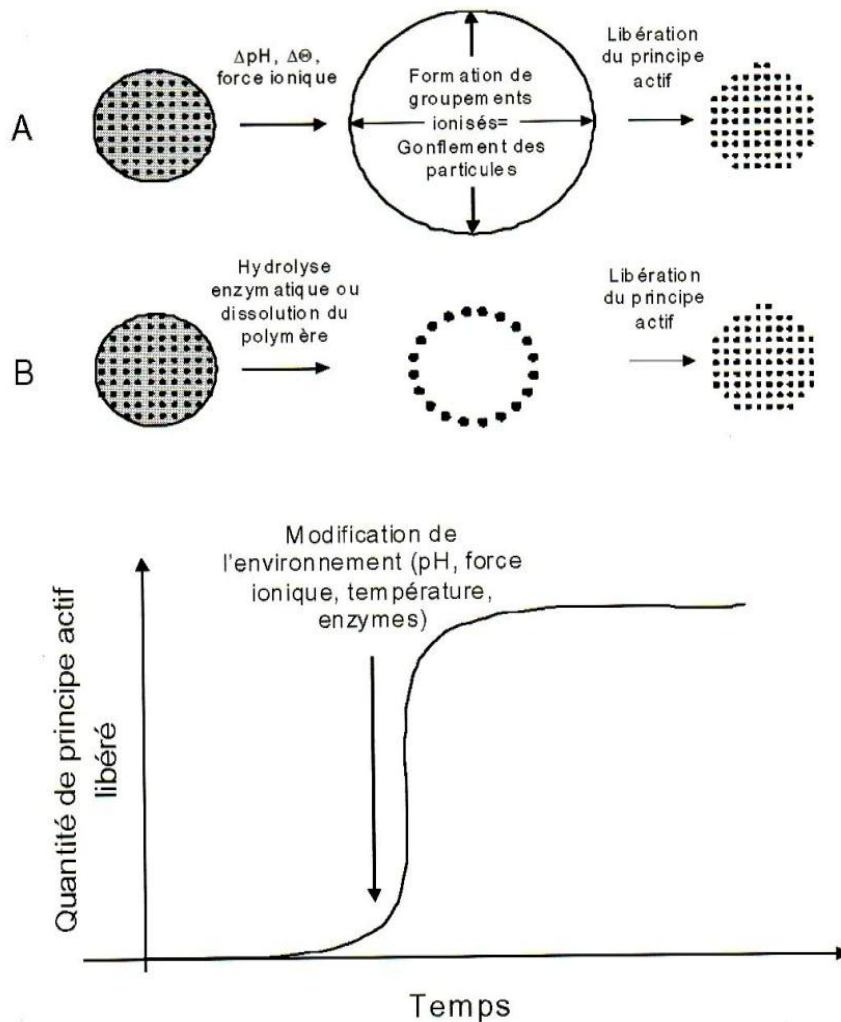 ΔpH, ΔΘ,
force ionique
Libération
du principe
actif
A
Formation de
groupements
ionisés=
Gonflement des
particules
Hydrolyse
enzymatique ou
dissolution du
polymère
Libération
du principe
actif
B
Modification de
l'environnement (pH, force
ionique, température,
enzymes)
Quantité de principe actif
libéré
Temps